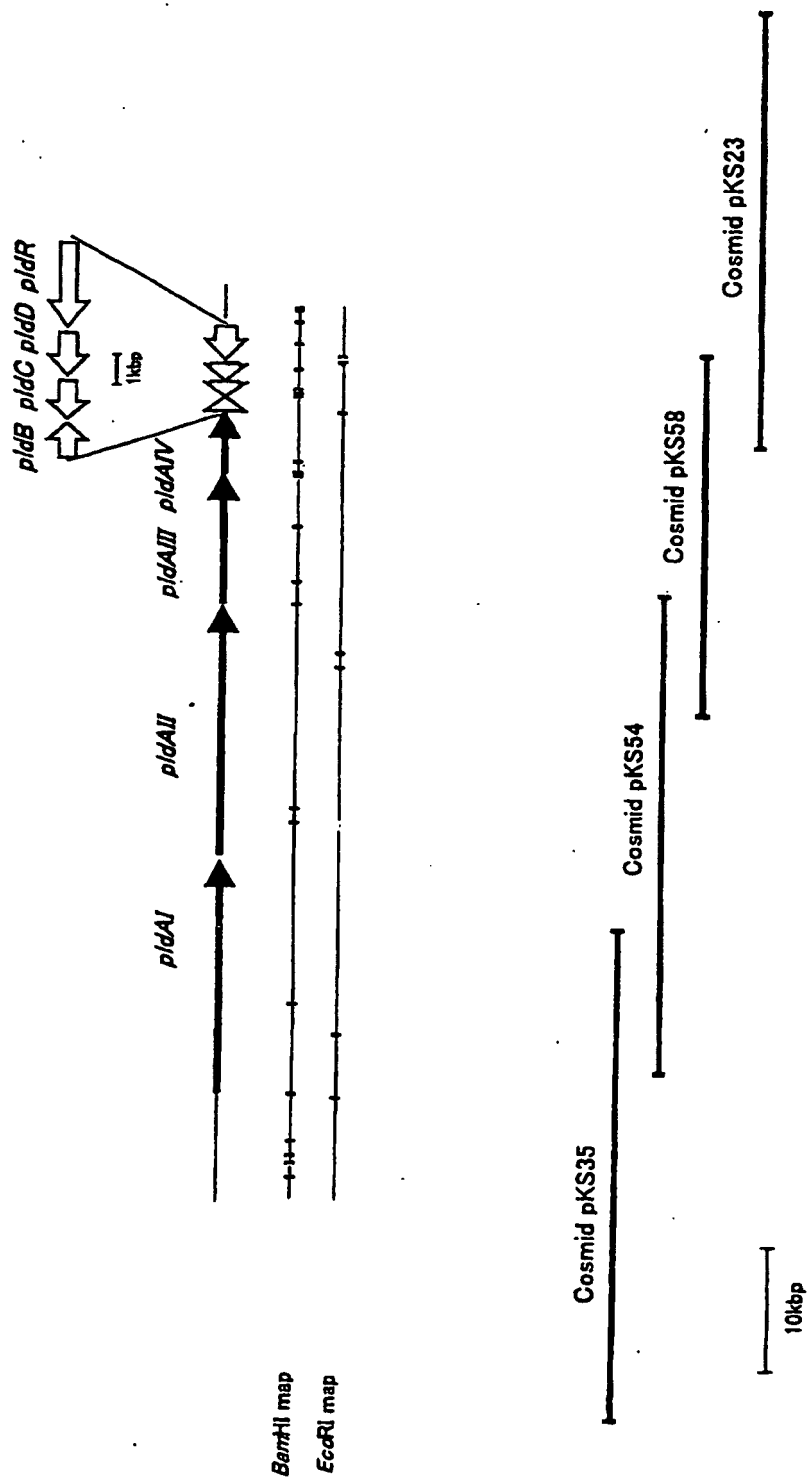 pldB pldC pldD pldR
1kbp
pldAI
pldAII
pldAIII
pldAIV
BamHI map
EcoRI map
Cosmid pKS35
Cosmid pKS54
Cosmid pKS58
Cosmid pKS23
10kbp